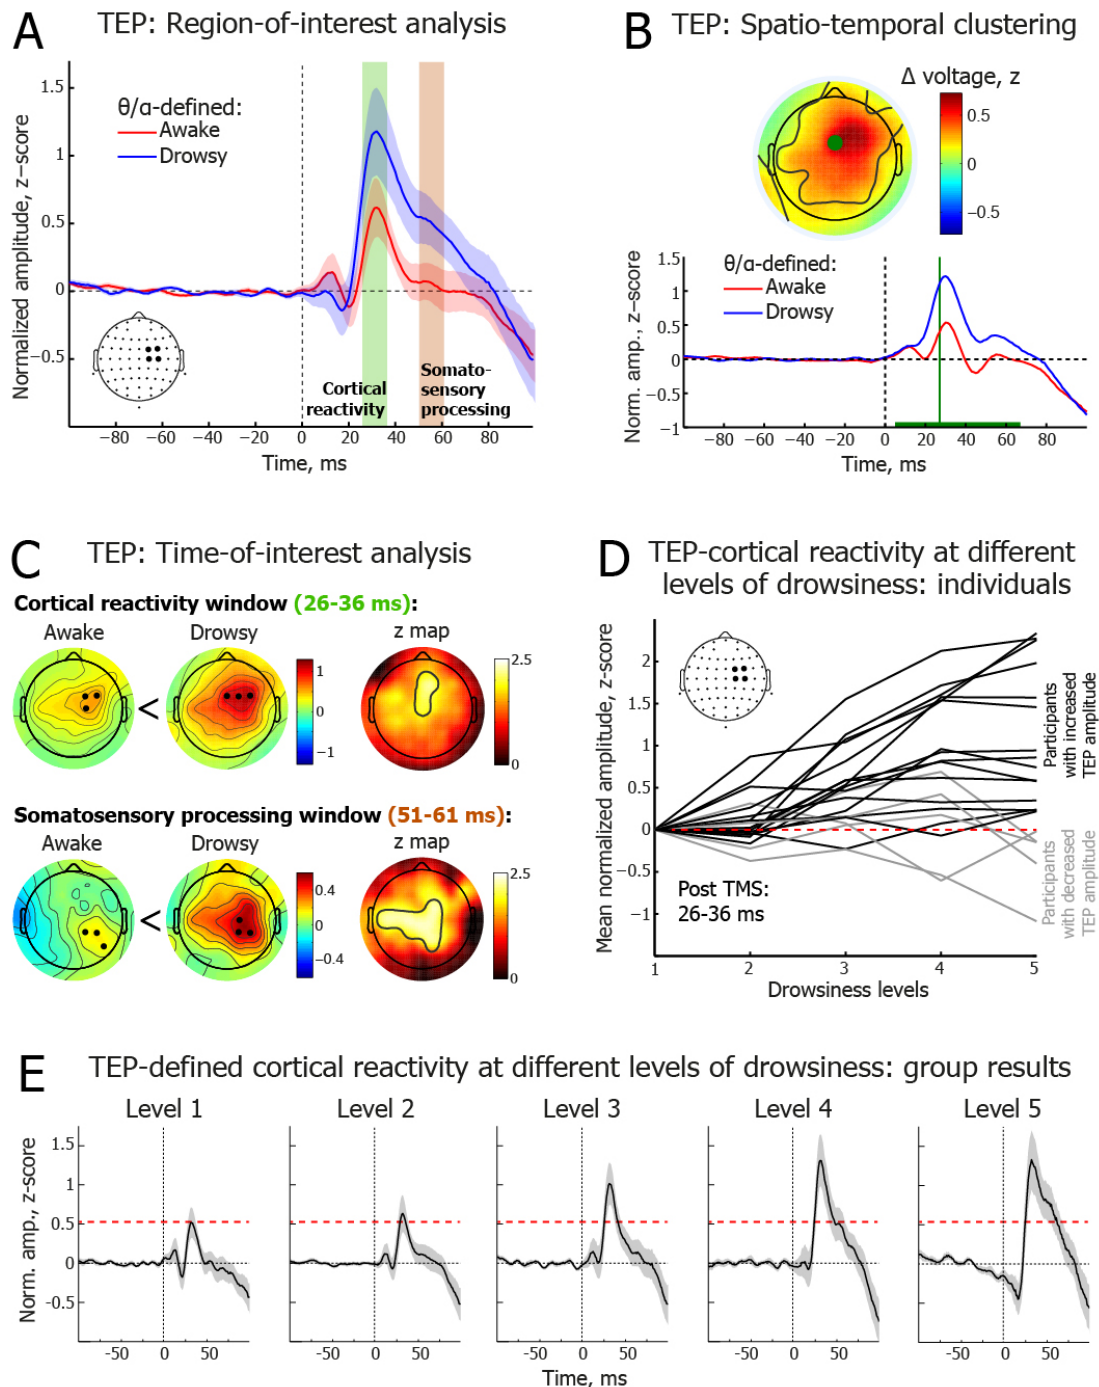 A
TEP: Region-of-interest analysis
Normalized amplitude, z-score
1.5
1
0.5
0
-0.5
θ/α-defined:
Awake
Drowsy
Cortical
reactivity
Somato-
sensory
processing
-80 -60 -40 -20 0 20 40 60 80
Time, ms
B
TEP: Spatio-temporal clustering
Δ voltage, z
0.5
0
-0.5
Norm. amp., z-score
1.5
1
0.5
0
-0.5
-1
θ/α-defined:
Awake
Drowsy
-80 -60 -40 -20 0 20 40 60 80
Time, ms
C
TEP: Time-of-interest analysis
Cortical reactivity window (26-36 ms):
Awake
Drowsy
z map
<
1
0
-1
2.5
0
Somatosensory processing window (51-61 ms):
Awake
Drowsy
z map
<
0.4
0
-0.4
2.5
0
D
TEP-cortical reactivity at different
levels of drowsiness: individuals
Mean normalized amplitude, z-score
2
1.5
1
0.5
0
-0.5
-1
Post TMS:
26-36 ms
Participants
with increased
TEP amplitude
Participants
with decreased
TEP amplitude
1 2 3 4 5
Drowsiness levels
E
TEP-defined cortical reactivity at different levels of drowsiness: group results
Level 1 Level 2 Level 3 Level 4 Level 5
Norm. amp., z-score
1.5
1
0.5
0
-0.5
-50 0 50 -50 0 50 -50 0 50 -50 0 50 -50 0 50
Time, ms